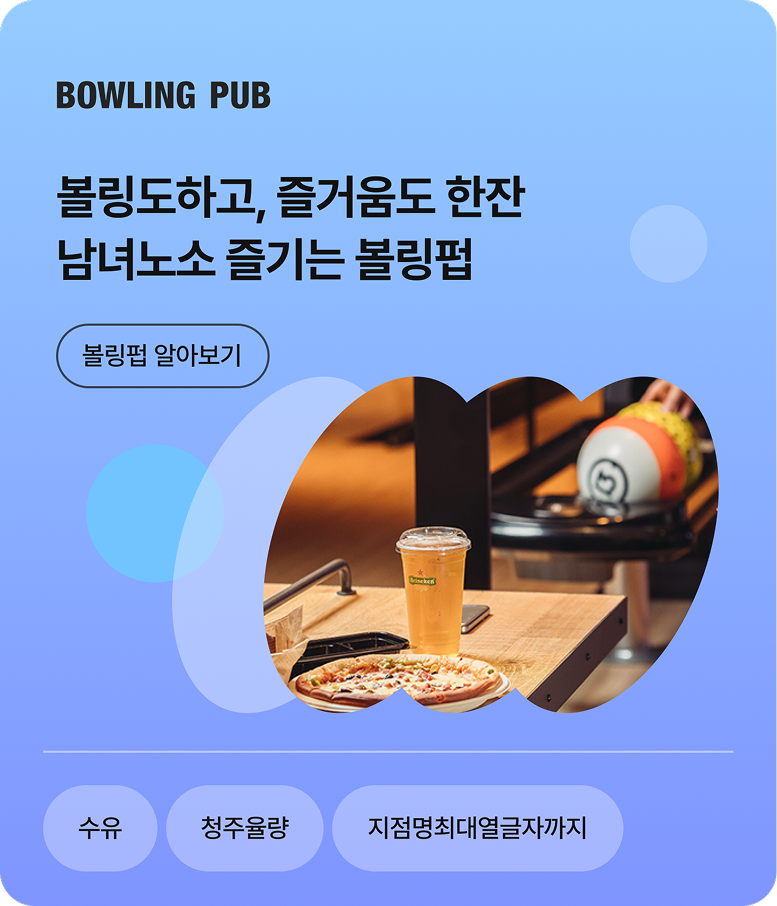 BOWLING PUB
볼링도하고, 즐거움도 한잔
남녀노소 즐기는 볼링펍
볼링펍 알아보기
Heineken
수유
청주율량
지점명최대열글자까지